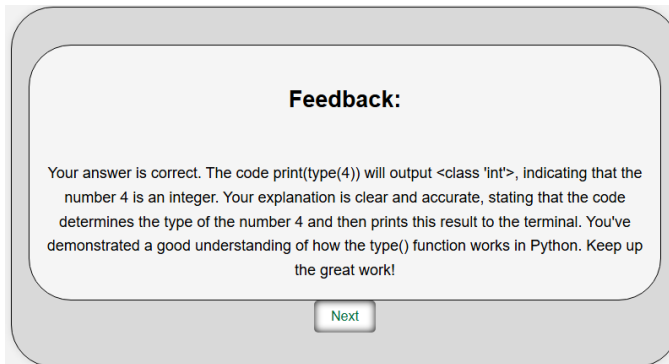 Feedback:
Your answer is correct. The code print(type(4)) will output <class 'int'>, indicating that the
number 4 is an integer. Your explanation is clear and accurate, stating that the code
determines the type of the number 4 and then prints this result to the terminal. You've
demonstrated a good understanding of how the type() function works in Python. Keep up
the great work!
Next